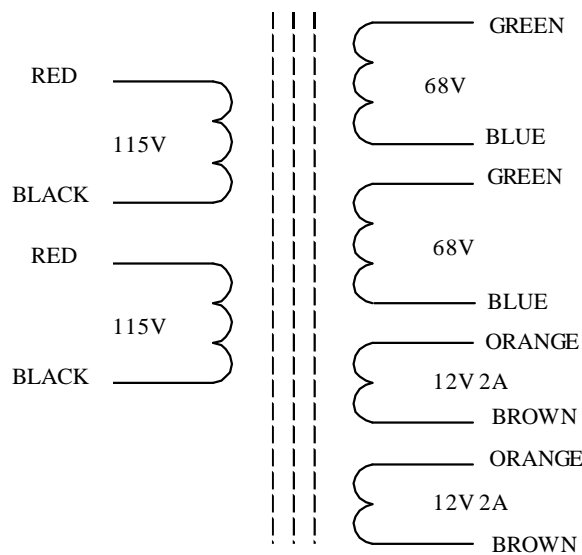 RED
115V
BLACK
RED
115V
BLACK
GREEN
68V
BLUE
GREEN
68V
BLUE
ORANGE
12V 2A
BROWN
ORANGE
12V 2A
BROWN